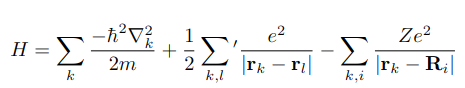 $H = \sum_{k} \frac{-\hbar^2 \nabla_k^2}{2m} + \frac{1}{2} \sum_{k,l}{}^{'} \frac{e^2}{|\mathbf{r}_k - \mathbf{r}_l|} - \sum_{k,i} \frac{Ze^2}{|\mathbf{r}_k - \mathbf{R}_i|}$